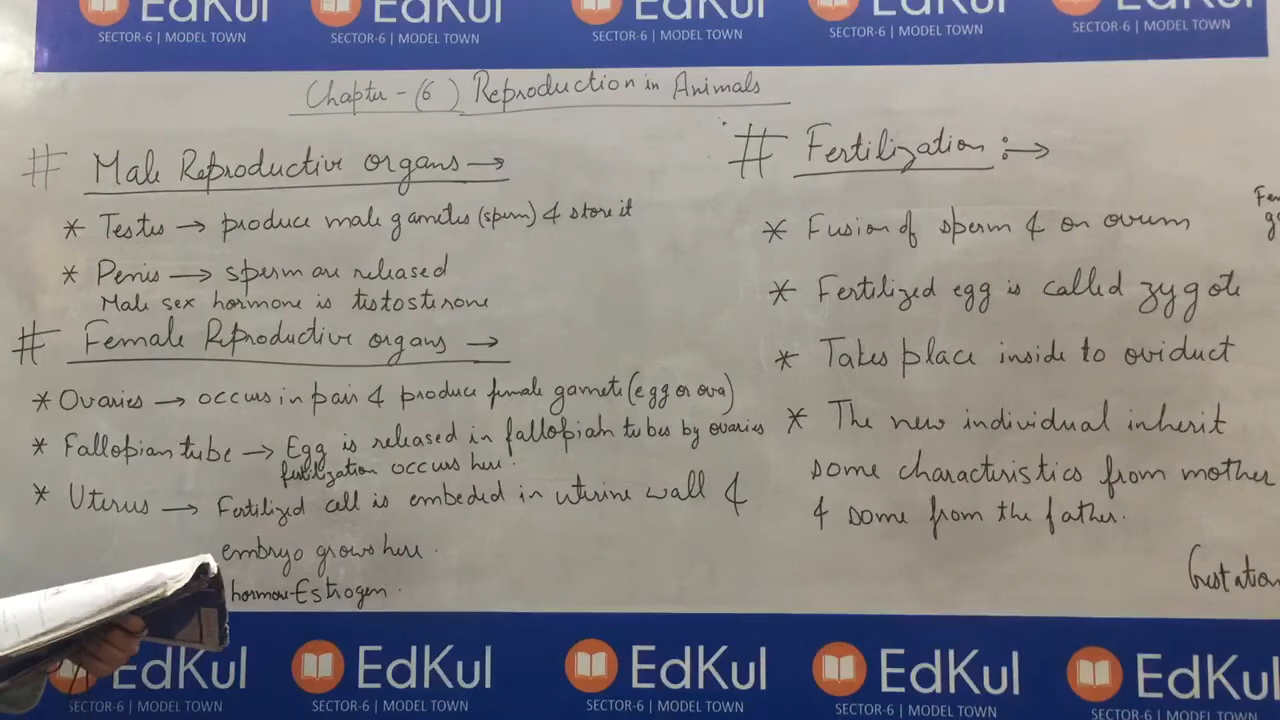 EdKul EdKul EdKul EdKul EdKul
SECTOR-6 | MODEL TOWN SECTOR-6 | MODEL TOWN SECTOR-6 | MODEL TOWN SECTOR-6 | MODEL TOWN SECTOR-6 | MODEL TOWN
Chapter - (6) Reproduction in Animals
# Male Reproductive organs →
* Testes → produce male gametes (sperm) & store it
* Penis → sperm are released
Male sex hormone is testosterone
# Female Reproductive organs →
* Ovaries → occurs in pair & produce female gamete (egg or ova)
* Fallopian tube → Egg is released in fallopian tubes by ovaries
fertilization occurs here.
* Uterus → Fertilized cell is embeded in uterine wall &
embryo grows here.
hormone-Estrogen.
# Fertilization :→
* Fusion of sperm & on ovum
* Fertilized egg is called zygote
* Takes place inside to oviduct
* The new individual inherit
some characteristics from mother
& some from the father.
Fem
g
Gestation
EdKul EdKul EdKul EdKul EdKul
SECTOR-6 | MODEL TOWN SECTOR-6 | MODEL TOWN SECTOR-6 | MODEL TOWN SECTOR-6 | MODEL TOWN SECTOR-6 | MODEL TOWN